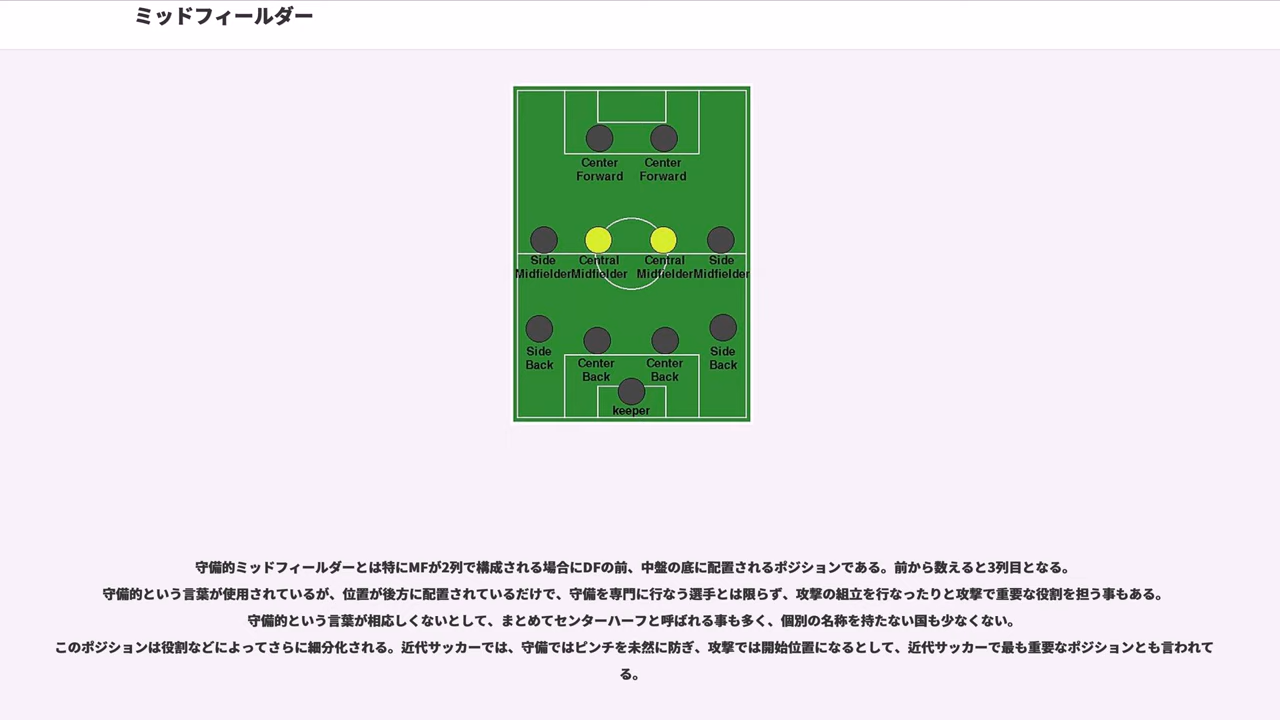 ミッドフィールダー
Center Center
Forward Forward
Side Central Central Side
Midfielder Midfielder Midfielder Midfielder
Side Side
Back Back
Center Center
Back Back
keeper
守備的ミッドフィールダーとは特にMFが2列で構成される場合にDFの前、中盤の底に配置されるポジションである。前から数えると3列目となる。
守備的という言葉が使用されているが、位置が後方に配置されているだけで、守備を専門に行なう選手とは限らず、攻撃の組立を行なったりと攻撃で重要な役割を担う事もある。
守備的という言葉が相応しくないとして、まとめてセンターハーフと呼ばれる事も多く、個別の名称を持たない国も少なくない。
このポジションは役割などによってさらに細分化される。近代サッカーでは、守備ではピンチを未然に防ぎ、攻撃では開始位置になるとして、近代サッカーで最も重要なポジションとも言われて
る。